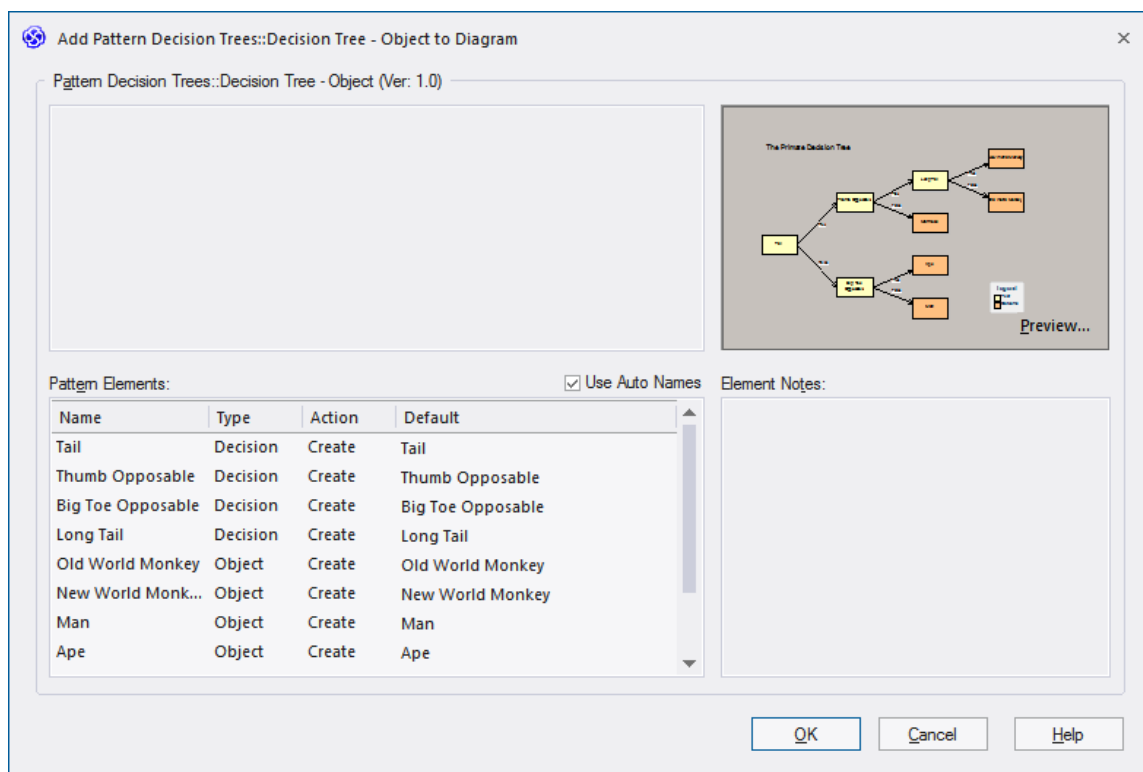 Add Pattern Decision Trees::Decision Tree - Object to Diagram
Pattern Decision Trees::Decision Tree - Object (Ver: 1.0)
The Primate Decision Tree
Preview...
Pattern Elements:
Use Auto Names
Element Notes:
Name Type Action Default
Tail Decision Create Tail
Thumb Opposable Decision Create Thumb Opposable
Big Toe Opposable Decision Create Big Toe Opposable
Long Tail Decision Create Long Tail
Old World Monkey Object Create Old World Monkey
New World Monk... Object Create New World Monkey
Man Object Create Man
Ape Object Create Ape
OK Cancel Help